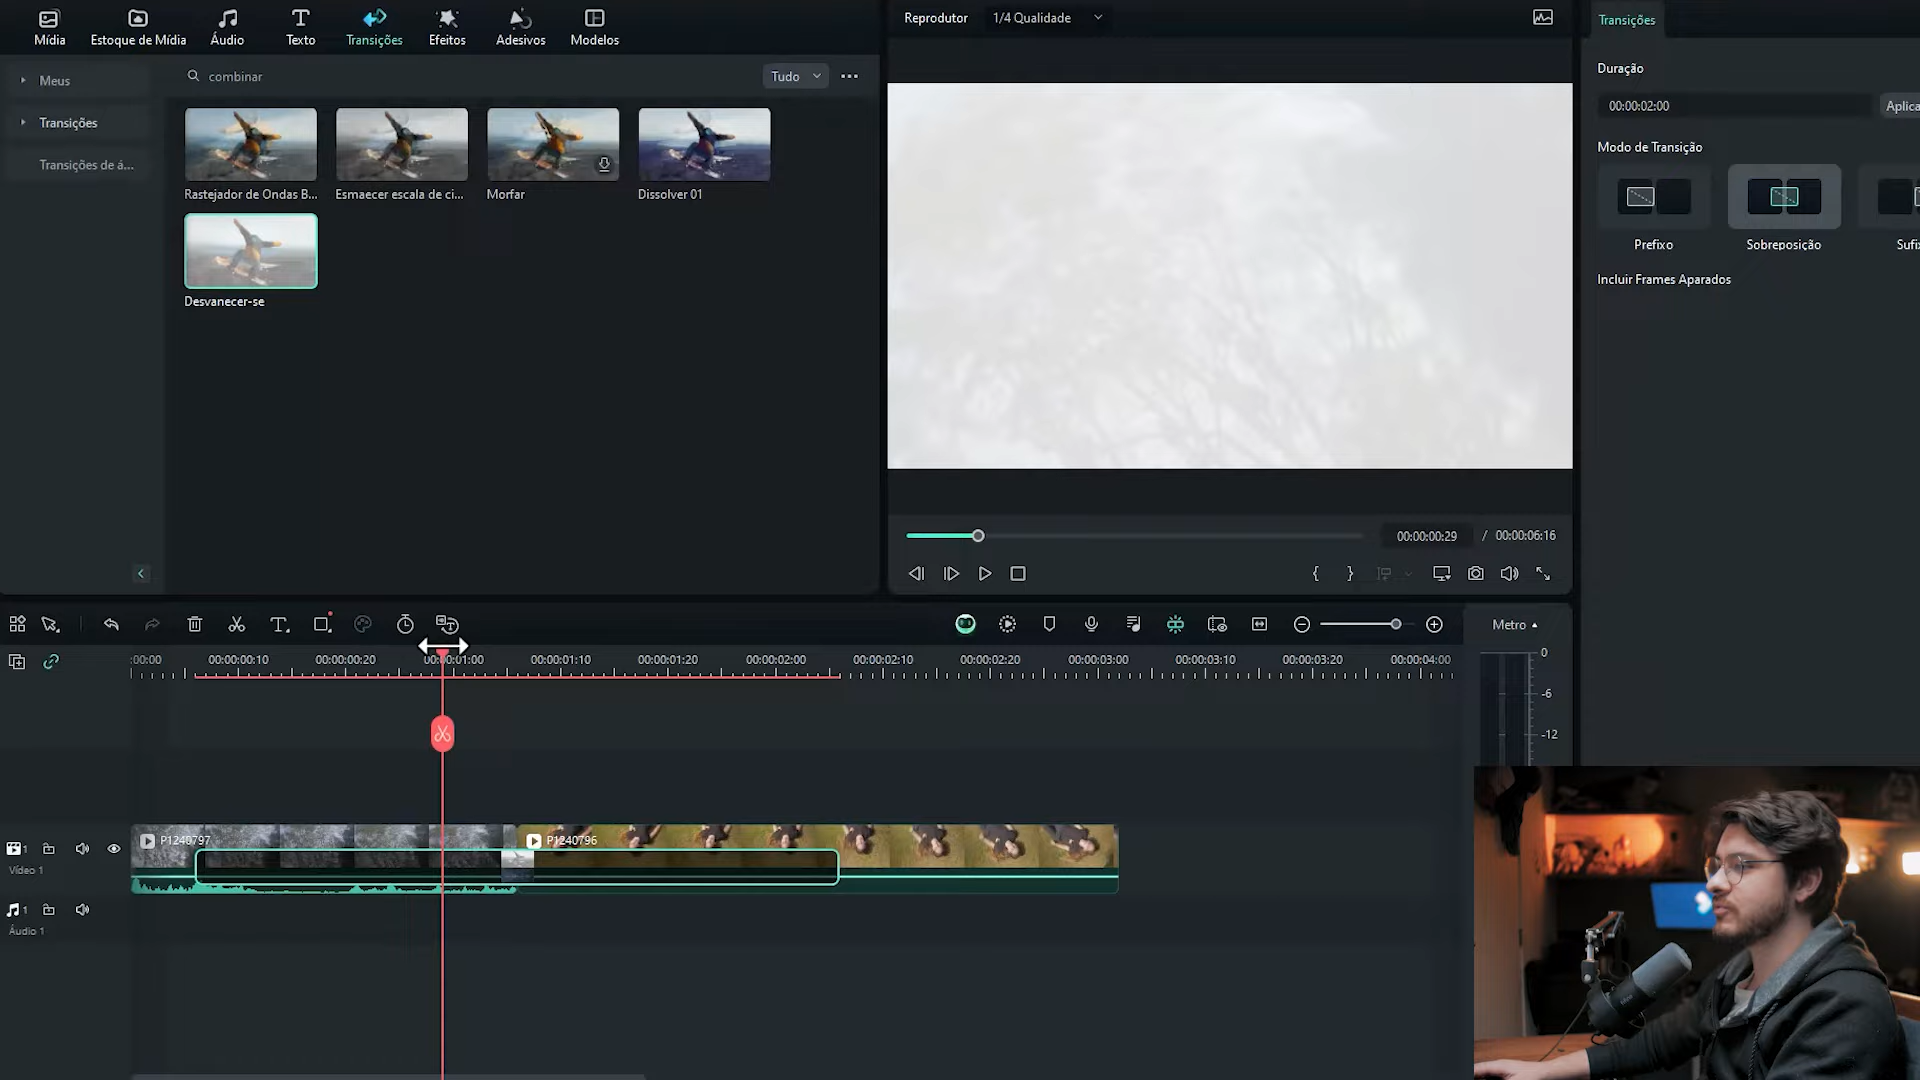 Mídia
Estoque de Mídia
Áudio
Texto
Transições
Efeitos
Adesivos
Modelos
Meus
Transições
Transições de á...
combinar
Tudo
Rastejador de Ondas B...
Esmaecer escala de ci...
Morfar
Dissolver 01
Desvanecer-se
Reprodutor
1/4 Qualidade
00:00:00:29 / 00:00:06:16
Transições
Duração
00:00:02:00
Aplica
Modo de Transição
Prefixo
Sobreposição
Sufi
Incluir Frames Aparados
Metro
:00:00
00:00:00:10
00:00:00:20
00:00:01:00
00:00:01:10
00:00:01:20
00:00:02:00
00:00:02:10
00:00:02:20
00:00:03:00
00:00:03:10
00:00:03:20
00:00:04:00
0
-6
-12
P1240797
P1240796
1
Vídeo 1
1
Áudio 1